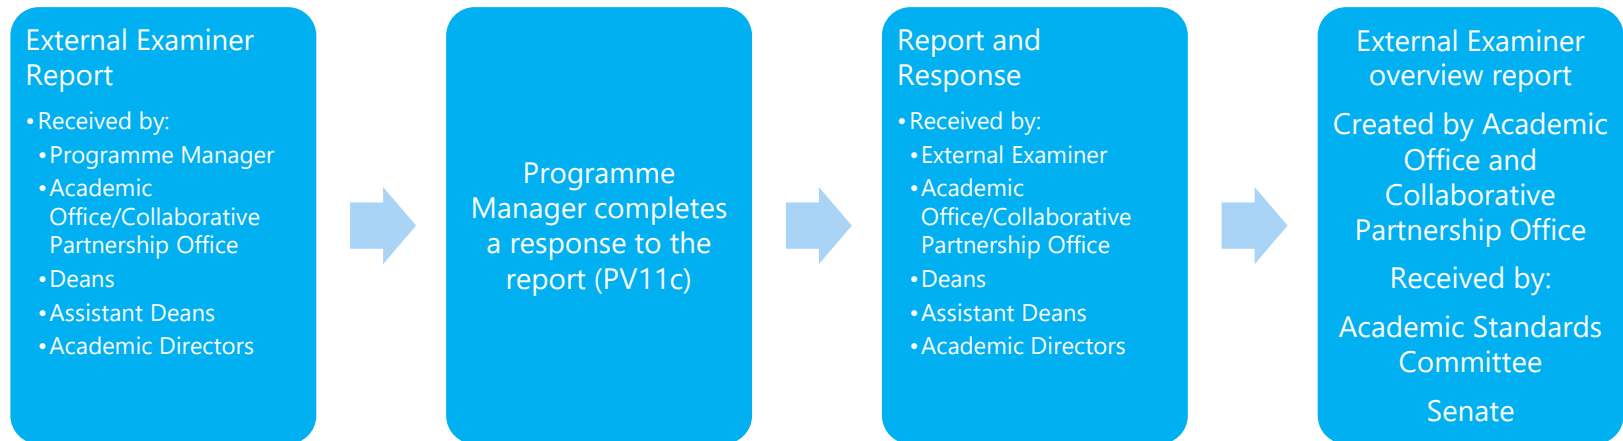 External Examiner
Report
•Received by:
•Programme Manager
•Academic
Office/Collaborative
Partnership Office
•Deans
•Assistant Deans
•Academic Directors
Programme
Manager completes
a response to the
report (PV11c)
Report and
Response
•Received by:
•External Examiner
•Academic
Office/Collaborative
Partnership Office
•Deans
•Assistant Deans
•Academic Directors
External Examiner
overview report
Created by Academic
Office and
Collaborative
Partnership Office
Received by:
Academic Standards
Committee
Senate